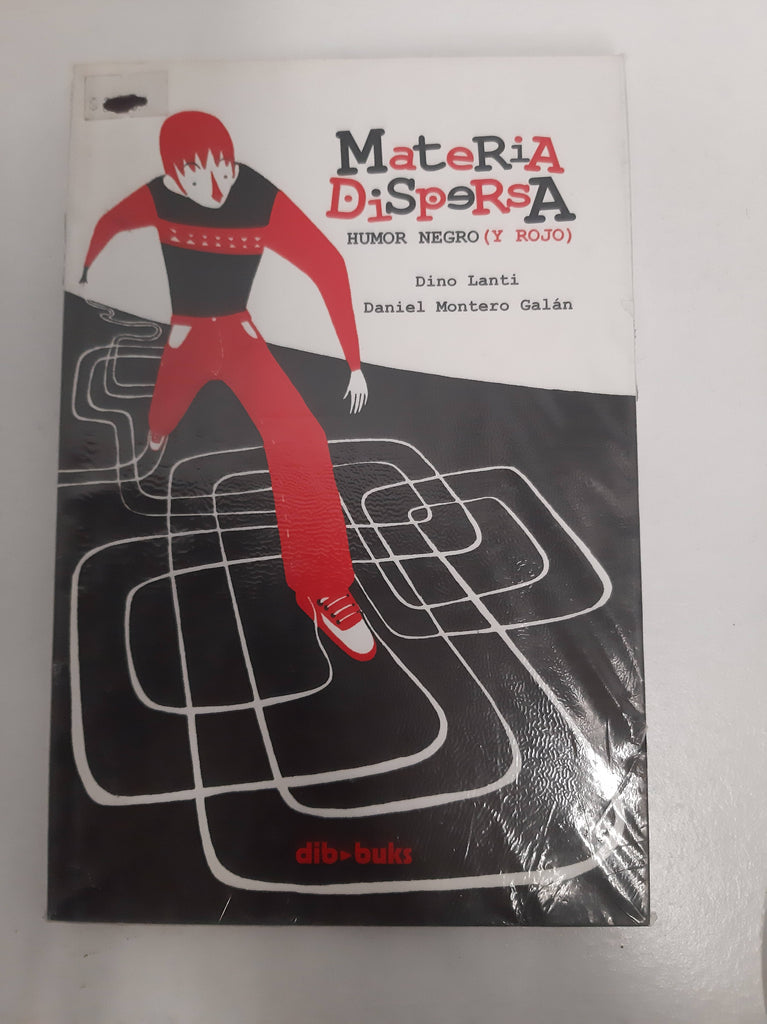 MateRiA
DiSpeRsA
HUMOR NEGRO (Y ROJO)
Dino Lanti
Daniel Montero Galán
dib▸buks